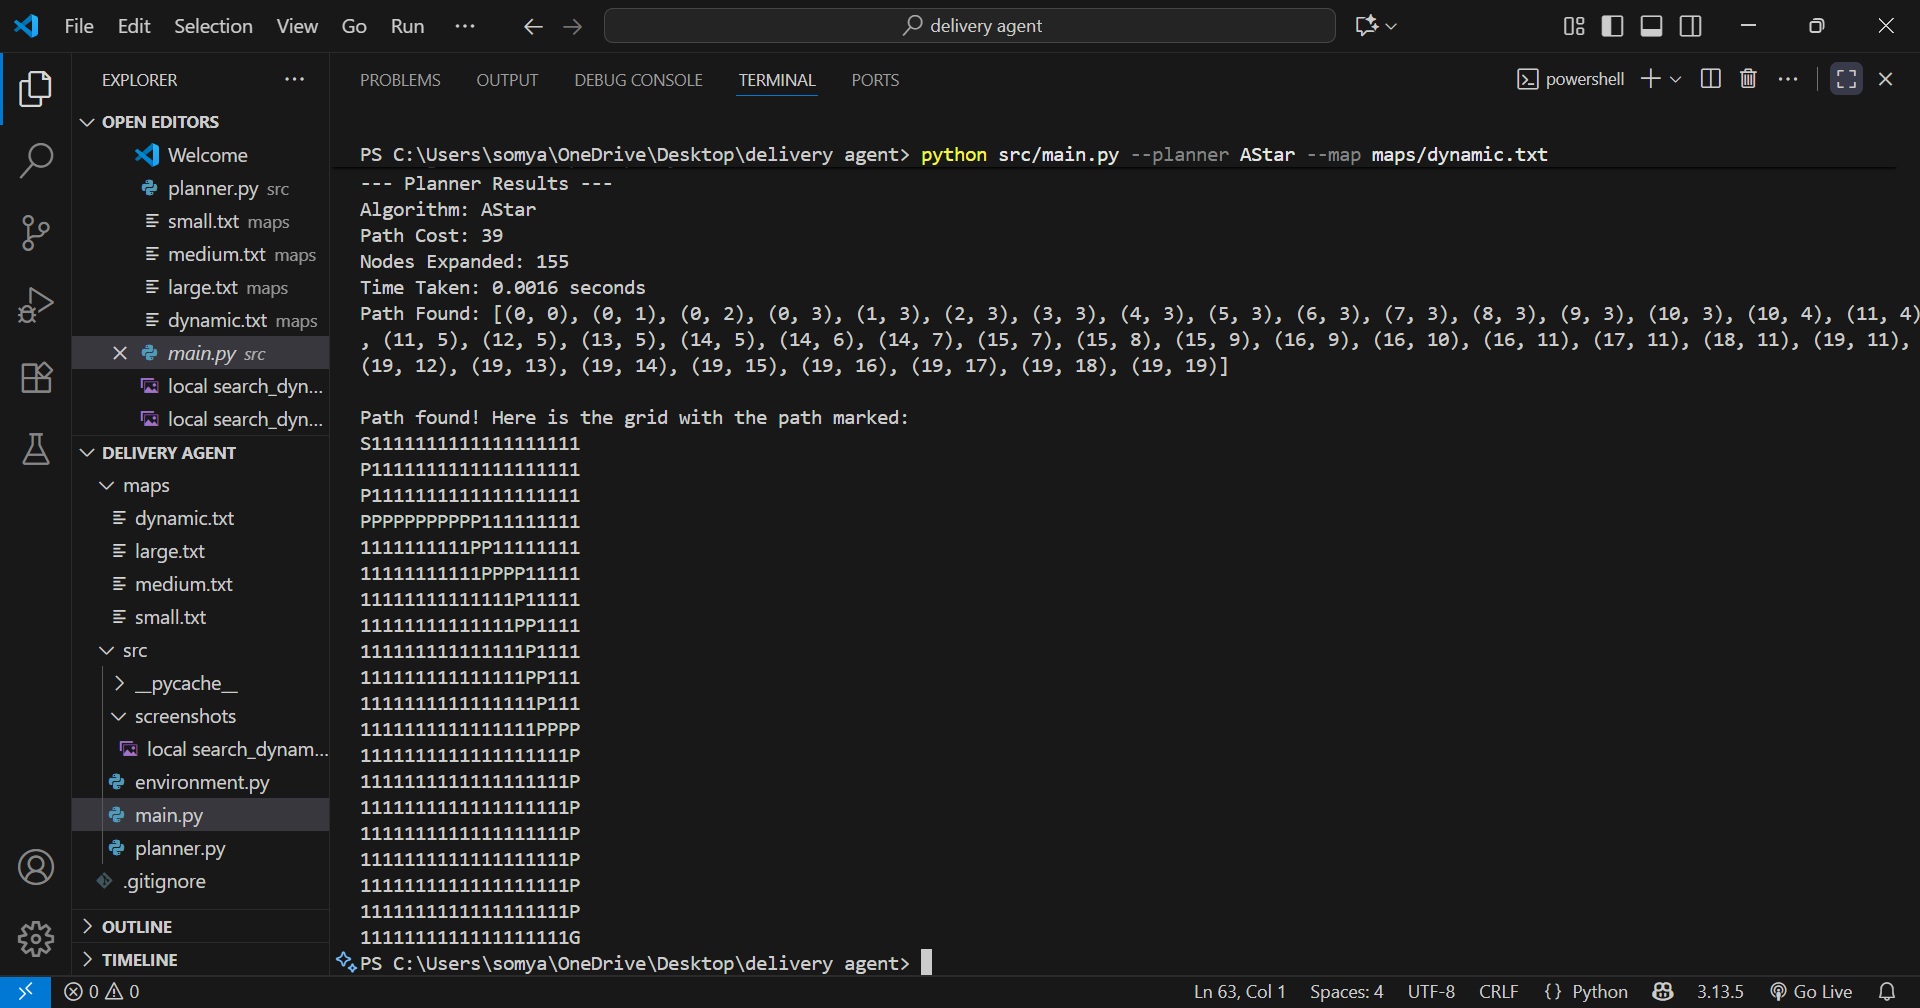 File Edit Selection View Go Run ··· delivery agent
EXPLORER
OPEN EDITORS
Welcome
planner.py src
small.txt maps
medium.txt maps
large.txt maps
dynamic.txt maps
main.py src
local search_dyn...
local search_dyn...
DELIVERY AGENT
maps
dynamic.txt
large.txt
medium.txt
small.txt
src
__pycache__
screenshots
local search_dynam...
environment.py
main.py
planner.py
.gitignore
OUTLINE
TIMELINE
PROBLEMS OUTPUT DEBUG CONSOLE TERMINAL PORTS powershell
PS C:\Users\somya\OneDrive\Desktop\delivery agent> python src/main.py --planner AStar --map maps/dynamic.txt
--- Planner Results ---
Algorithm: AStar
Path Cost: 39
Nodes Expanded: 155
Time Taken: 0.0016 seconds
Path Found: [(0, 0), (0, 1), (0, 2), (0, 3), (1, 3), (2, 3), (3, 3), (4, 3), (5, 3), (6, 3), (7, 3), (8, 3), (9, 3), (10, 3), (10, 4), (11, 4)
, (11, 5), (12, 5), (13, 5), (14, 5), (14, 6), (14, 7), (15, 7), (15, 8), (15, 9), (16, 9), (16, 10), (16, 11), (17, 11), (18, 11), (19, 11),
(19, 12), (19, 13), (19, 14), (19, 15), (19, 16), (19, 17), (19, 18), (19, 19)]
Path found! Here is the grid with the path marked:
S1111111111111111111
P1111111111111111111
P1111111111111111111
PPPPPPPPPPP111111111
1111111111PP11111111
11111111111PPPP11111
11111111111111P11111
11111111111111PP1111
111111111111111P1111
111111111111111PP111
1111111111111111P111
1111111111111111PPPP
1111111111111111111P
1111111111111111111P
1111111111111111111P
1111111111111111111P
1111111111111111111P
1111111111111111111P
1111111111111111111P
1111111111111111111G
PS C:\Users\somya\OneDrive\Desktop\delivery agent>
0 0 Ln 63, Col 1 Spaces: 4 UTF-8 CRLF {} Python 3.13.5 Go Live